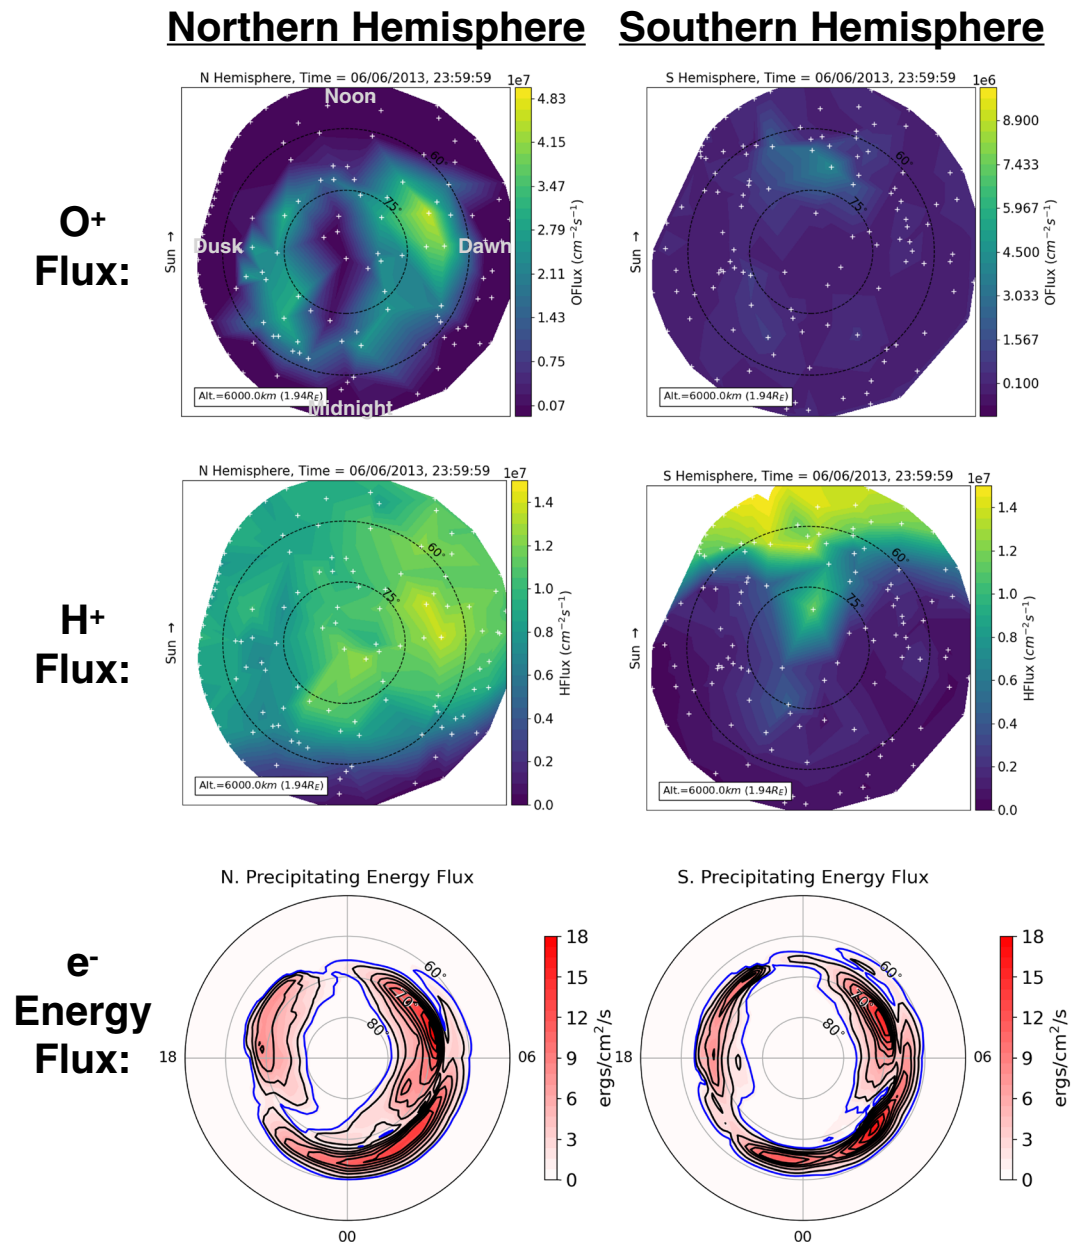 Northern Hemisphere
Southern Hemisphere
O+
Flux:
N Hemisphere, Time = 06/06/2013, 23:59:59
1e7
Noon
60°
75°
Dusk
Dawn
Midnight
Sun →
Alt.=6000.0km (1.94RE)
4.83
4.15
3.47
2.79
2.11
1.43
0.75
0.07
OFlux (cm−2s−1)
S Hemisphere, Time = 06/06/2013, 23:59:59
1e6
60°
75°
Sun →
Alt.=6000.0km (1.94RE)
8.900
7.433
5.967
4.500
3.033
1.567
0.100
OFlux (cm−2s−1)
H+
Flux:
N Hemisphere, Time = 06/06/2013, 23:59:59
1e7
60°
75°
Sun →
Alt.=6000.0km (1.94RE)
1.4
1.2
1.0
0.8
0.6
0.4
0.2
0.0
HFlux (cm−2s−1)
S Hemisphere, Time = 06/06/2013, 23:59:59
1e7
60°
75°
Sun →
Alt.=6000.0km (1.94RE)
1.4
1.2
1.0
0.8
0.6
0.4
0.2
0.0
HFlux (cm−2s−1)
e-
Energy
Flux:
N. Precipitating Energy Flux
60°
70°
80°
18
06
00
18
15
12
9
6
3
0
ergs/cm2/s
S. Precipitating Energy Flux
60°
70°
80°
18
06
00
18
15
12
9
6
3
0
ergs/cm2/s